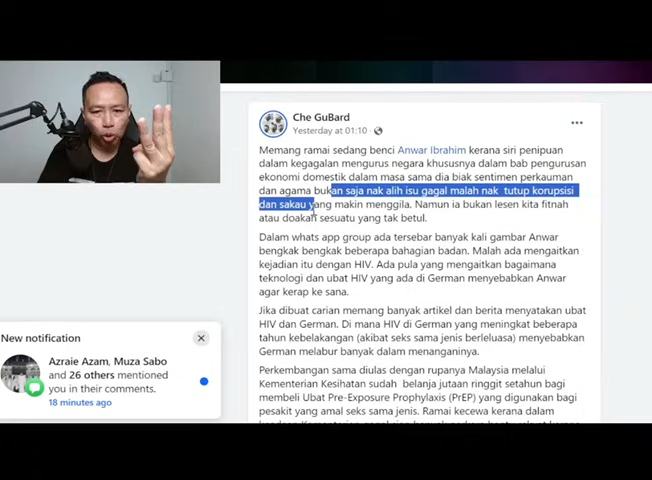 Che GuBard
Yesterday at 01:10
Memang ramai sedang benci Anwar Ibrahim kerana siri penipuan
dalam kegagalan mengurus negara khususnya dalam bab pengurusan
ekonomi domestik dalam masa sama dia biak sentimen perkauman
dan agama bukan saja nak alih isu gagal malah nak tutup korupsisi
dan sakau yang makin menggila. Namun ia bukan lesen kita fitnah
atau doakan sesuatu yang tak betul.
Dalam whats app group ada tersebar banyak kali gambar Anwar
bengkak bengkak beberapa bahagian badan. Malah ada mengaitkan
kejadian itu dengan HIV. Ada pula yang mengaitkan bagaimana
teknologi dan ubat HIV yang ada di German menyebabkan Anwar
agar kerap ke sana.
Jika dibuat carian memang banyak artikel dan berita menyatakan ubat
HIV dan German. Di mana HIV di German yang meningkat beberapa
tahun kebelakangan (akibat seks sama jenis) menyebabkan
German melabur banyak dalam menanganinya.
Perkembangan sama diulas dengan rupanya Malaysia melalui
Kementerian Kesihatan sudah belanja jutaan ringgit setahun bagi
membeli Ubat Pre-Exposure Prophylaxis (PrEP) yang digunakan bagi
pesakit yang amal seks sama jenis. Ramai kecewa kerana dalam
New notification
Azraie Azam, Muza Sabo
and 26 others mentioned
you in their comments.
18 minutes ago